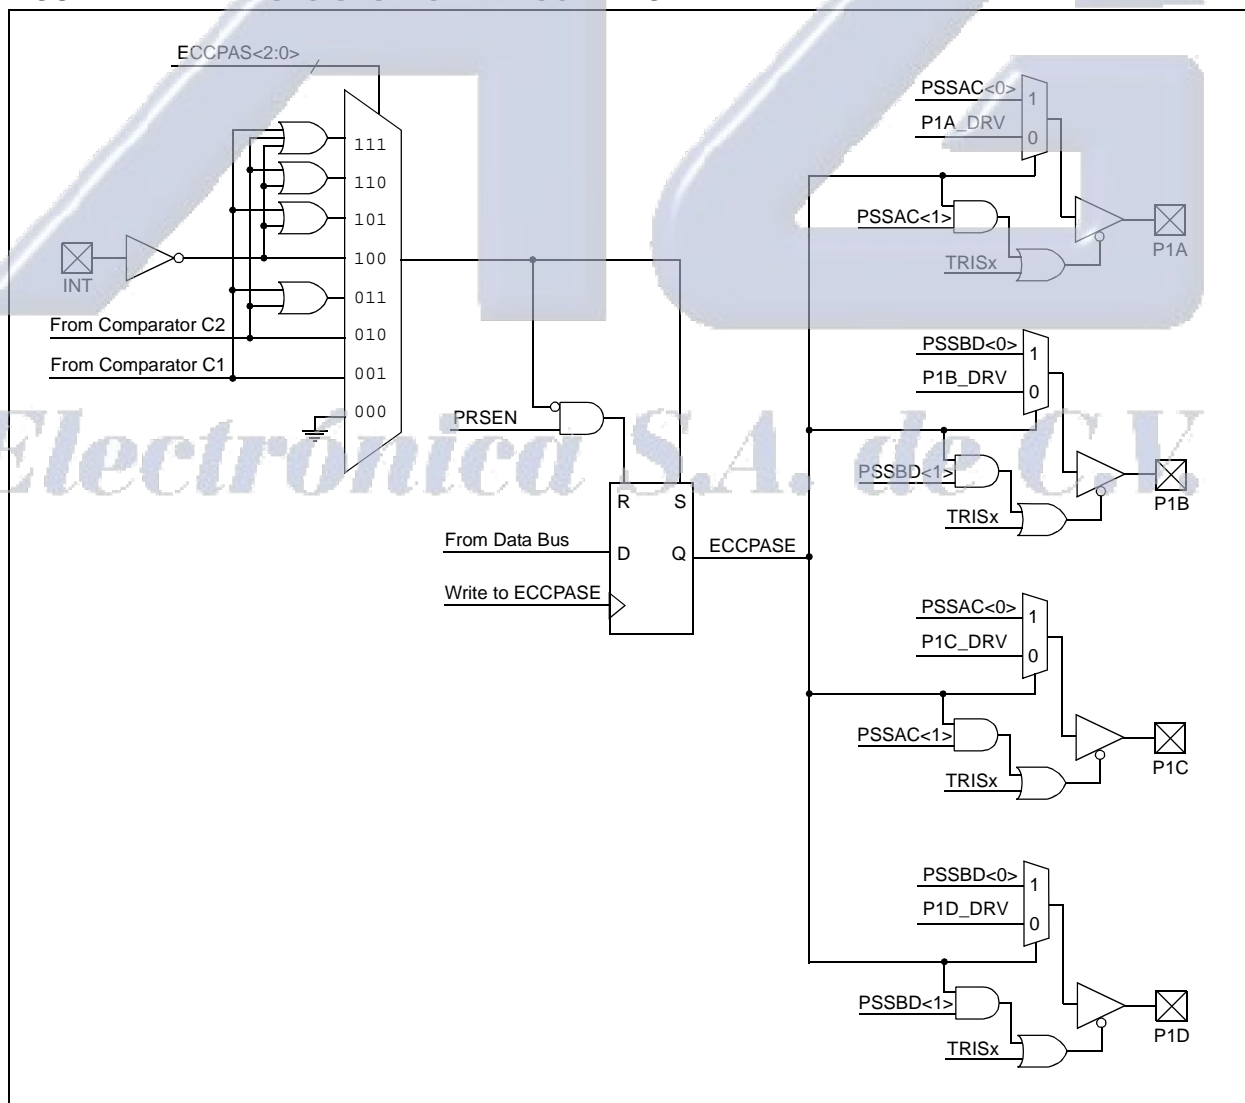 ECCPAS<2:0>
111
110
101
100
011
010
001
000
INT
From Comparator C2
From Comparator C1
PRSEN
R S
D Q
From Data Bus
Write to ECCPASE
ECCPASE
PSSAC<0>
1
P1A_DRV
0
PSSAC<1>
TRISx
P1A
PSSBD<0>
1
P1B_DRV
0
PSSBD<1>
TRISx
P1B
PSSAC<0>
1
P1C_DRV
0
PSSAC<1>
TRISx
P1C
PSSBD<0>
1
P1D_DRV
0
PSSBD<1>
TRISx
P1D
Electrónica S.A. de C.V.